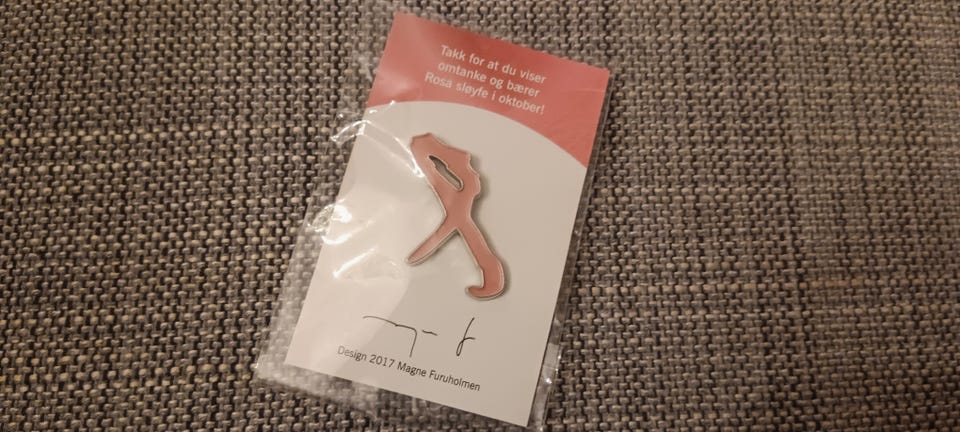 Takk for at du viser
omtanke og bærer
Rosa sløyfe i oktober!
Design 2017 Magne Furuholmen